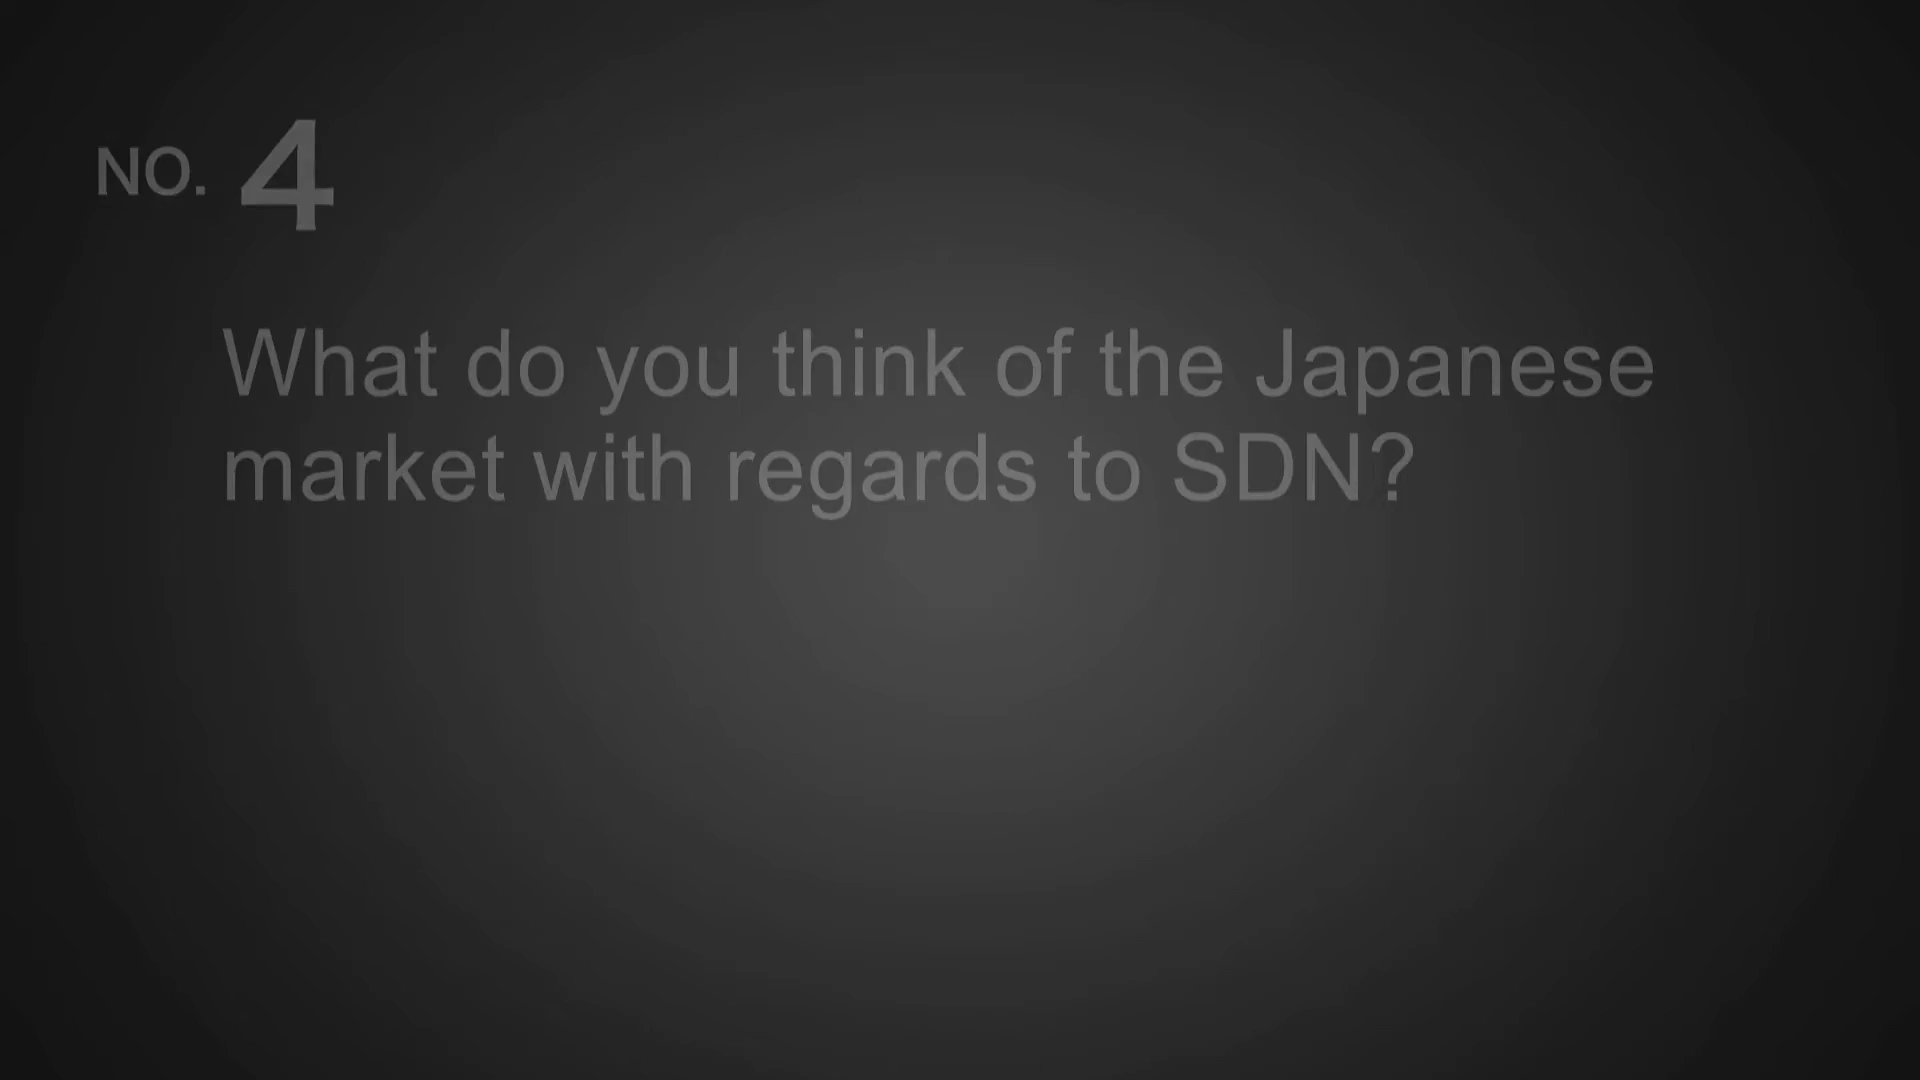 NO. 4
What do you think of the Japanese
market with regards to SDN?